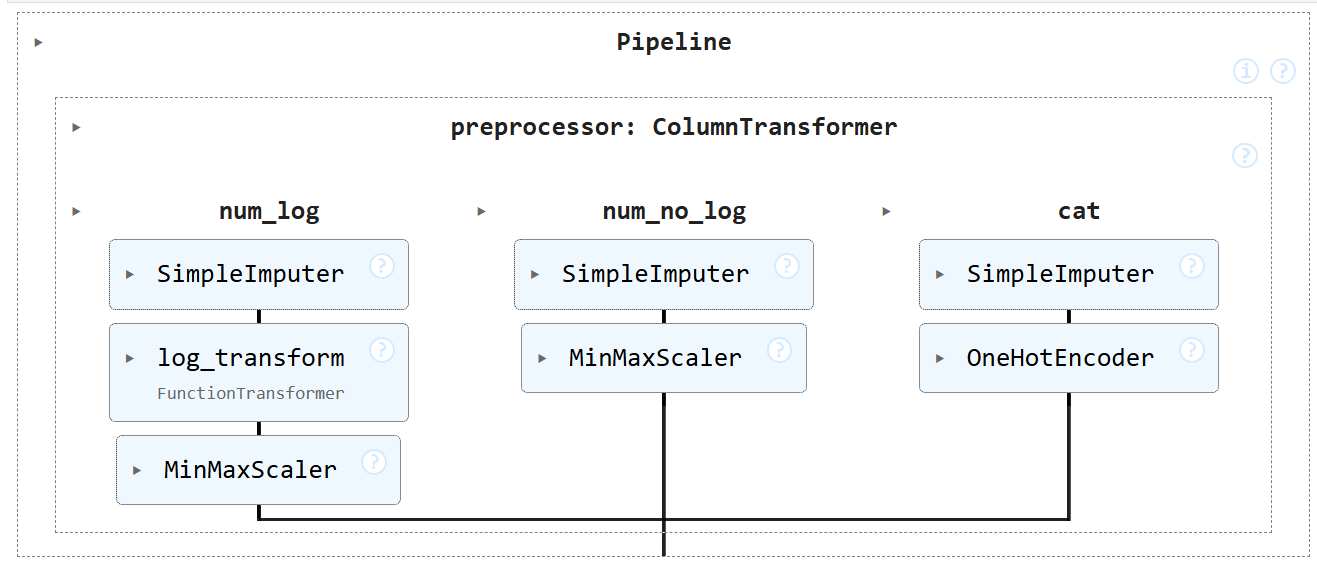 Pipeline
i ?
preprocessor: ColumnTransformer
?
num_log num_no_log cat
SimpleImputer ? SimpleImputer ? SimpleImputer ?
log_transform ? MinMaxScaler ? OneHotEncoder ?
FunctionTransformer
MinMaxScaler ?